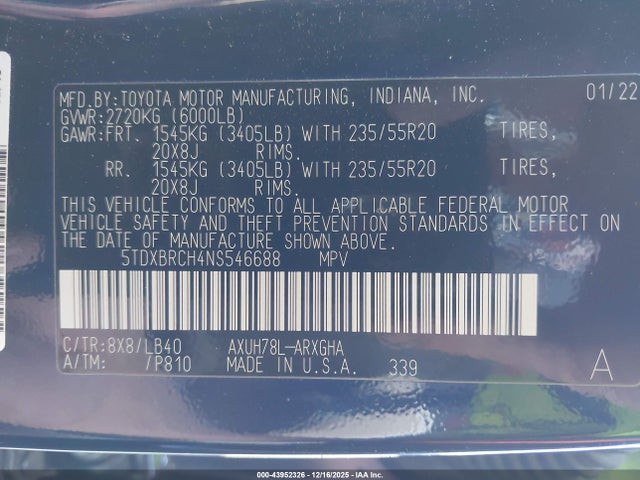 MFD.BY:TOYOTA MOTOR MANUFACTURING, INDIANA, INC. 01/22
GVWR:2720KG (6000LB)
GAWR:FRT. 1545KG (3405LB) WITH 235/55R20 TIRES,
20X8J RIMS.
RR. 1545KG (3405LB) WITH 235/55R20 TIRES,
20X8J RIMS.
THIS VEHICLE CONFORMS TO ALL APPLICABLE FEDERAL MOTOR
VEHICLE SAFETY AND THEFT PREVENTION STANDARDS IN EFFECT ON
THE DATE OF MANUFACTURE SHOWN ABOVE.
5TDXBRCH4NS546688 MPV
C/TR:8X8/LB40 AXUH78L-ARXGHA
A/TM: /P810 MADE IN U.S.A. 339 A
000-43952326 - 12/16/2025 - IAA Inc.